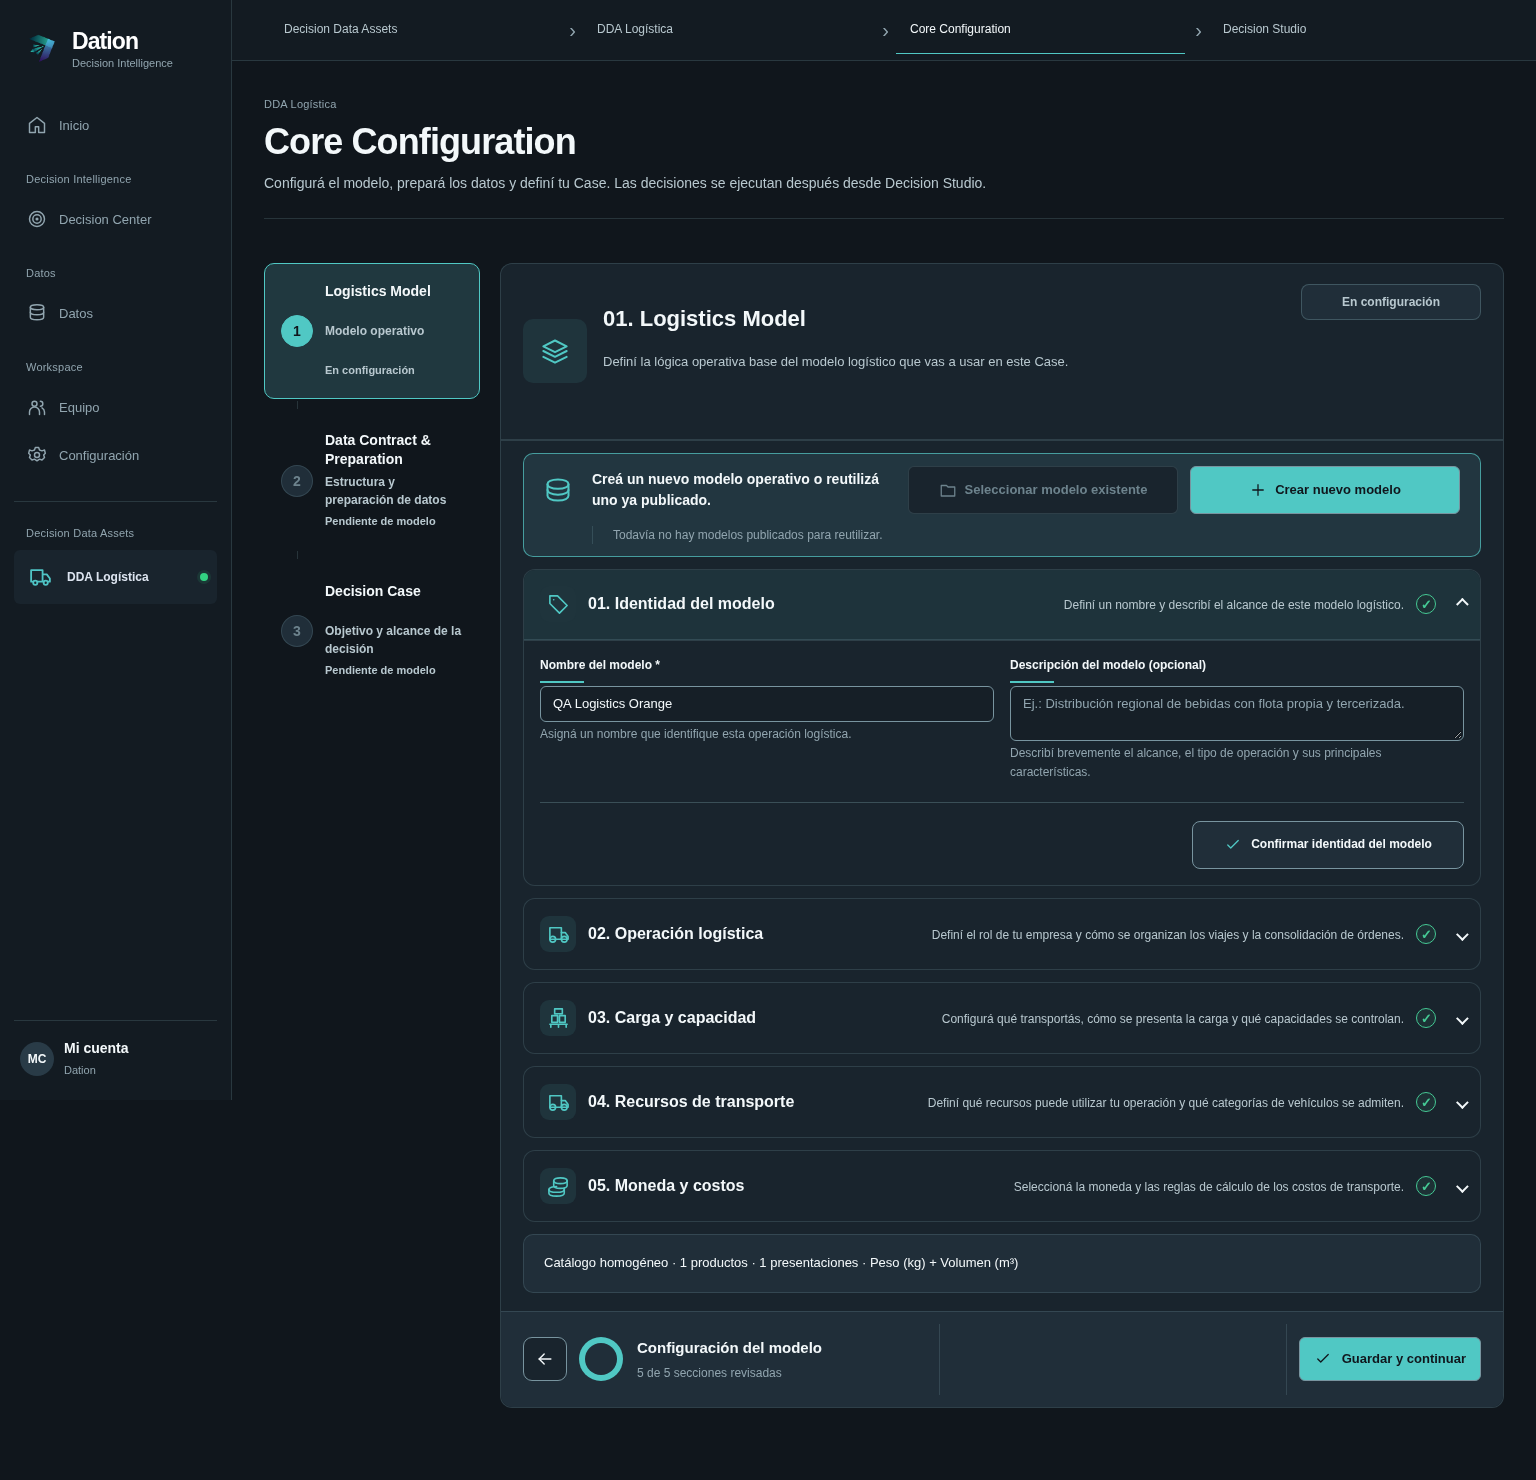 Dation
Decision Intelligence
Inicio
Decision Intelligence
Decision Center
Datos
Datos
Workspace
Equipo
Configuración
Decision Data Assets
DDA Logística
MC
Mi cuenta
Dation
Decision Data Assets
DDA Logística
Core Configuration
Decision Studio
DDA Logística
Core Configuration
Configurá el modelo, prepará los datos y definí tu Case. Las decisiones se ejecutan después desde Decision Studio.
1
Logistics Model
Modelo operativo
En configuración
2
Data Contract &
Preparation
Estructura y
preparación de datos
Pendiente de modelo
3
Decision Case
Objetivo y alcance de la
decisión
Pendiente de modelo
01. Logistics Model
Definí la lógica operativa base del modelo logístico que vas a usar en este Case.
En configuración
Creá un nuevo modelo operativo o reutilizá
uno ya publicado.
Seleccionar modelo existente
Crear nuevo modelo
Todavía no hay modelos publicados para reutilizar.
01. Identidad del modelo
Definí un nombre y describí el alcance de este modelo logístico.
Nombre del modelo *
QA Logistics Orange
Asigná un nombre que identifique esta operación logística.
Descripción del modelo (opcional)
Ej.: Distribución regional de bebidas con flota propia y tercerizada.
Describí brevemente el alcance, el tipo de operación y sus principales
características.
Confirmar identidad del modelo
02. Operación logística
Definí el rol de tu empresa y cómo se organizan los viajes y la consolidación de órdenes.
03. Carga y capacidad
Configurá qué transportás, cómo se presenta la carga y qué capacidades se controlan.
04. Recursos de transporte
Definí qué recursos puede utilizar tu operación y qué categorías de vehículos se admiten.
05. Moneda y costos
Seleccioná la moneda y las reglas de cálculo de los costos de transporte.
Catálogo homogéneo · 1 productos · 1 presentaciones · Peso (kg) + Volumen (m³)
Configuración del modelo
5 de 5 secciones revisadas
Guardar y continuar